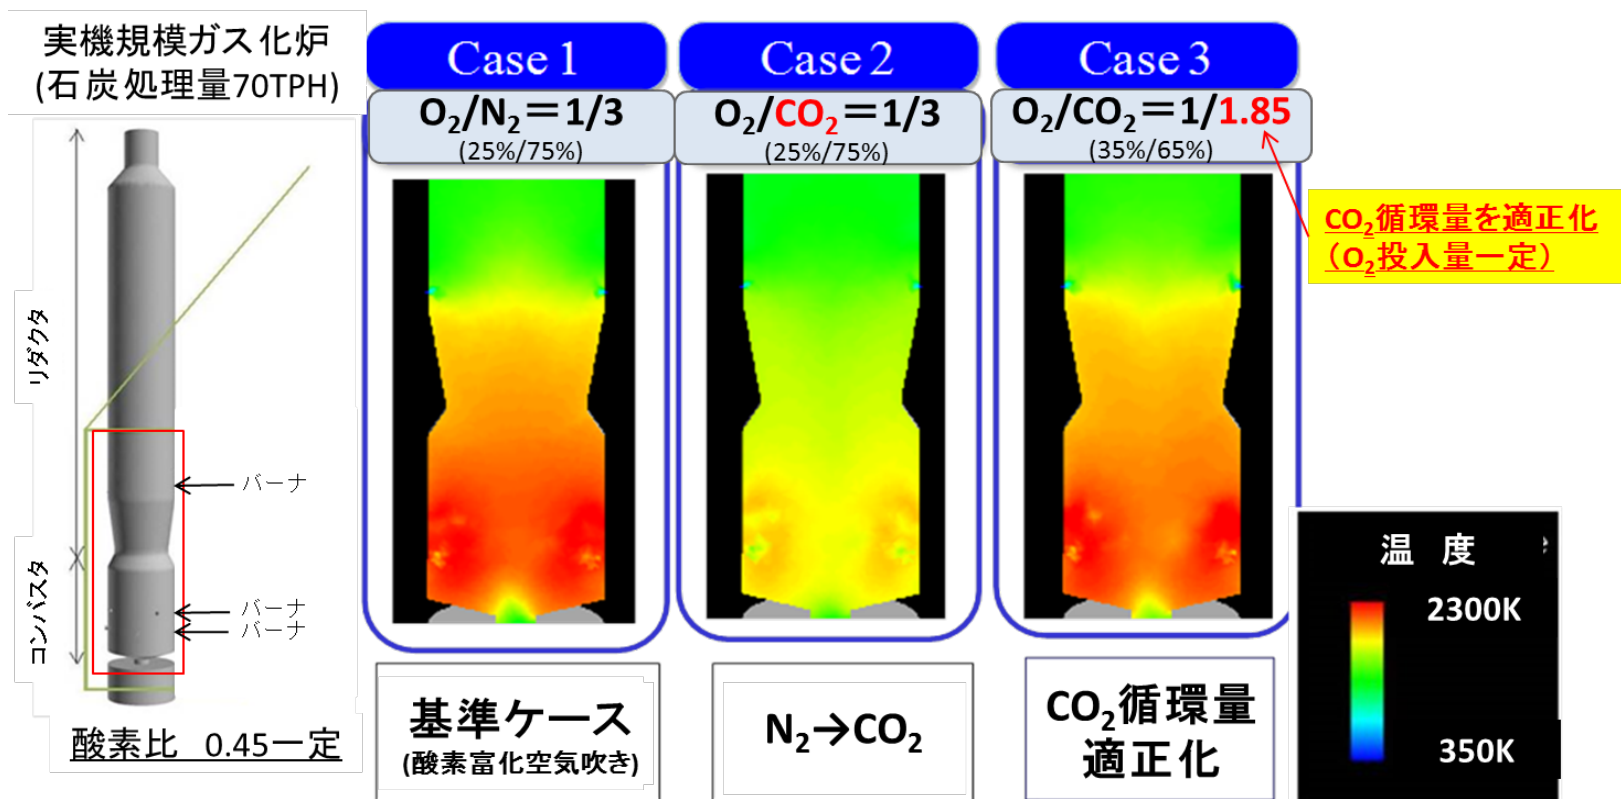 実機規模ガス化炉
(石炭処理量70TPH)
リダクタ
コンバスタ
バーナ
バーナ
バーナ
酸素比 0.45一定
Case 1
O₂/N₂＝1/3
(25%/75%)
基準ケース
(酸素富化空気吹き)
Case 2
O₂/CO₂＝1/3
(25%/75%)
N₂→CO₂
Case 3
O₂/CO₂＝1/1.85
(35%/65%)
CO₂循環量
適正化
CO₂循環量を適正化
（O₂投入量一定）
温 度
2300K
350K